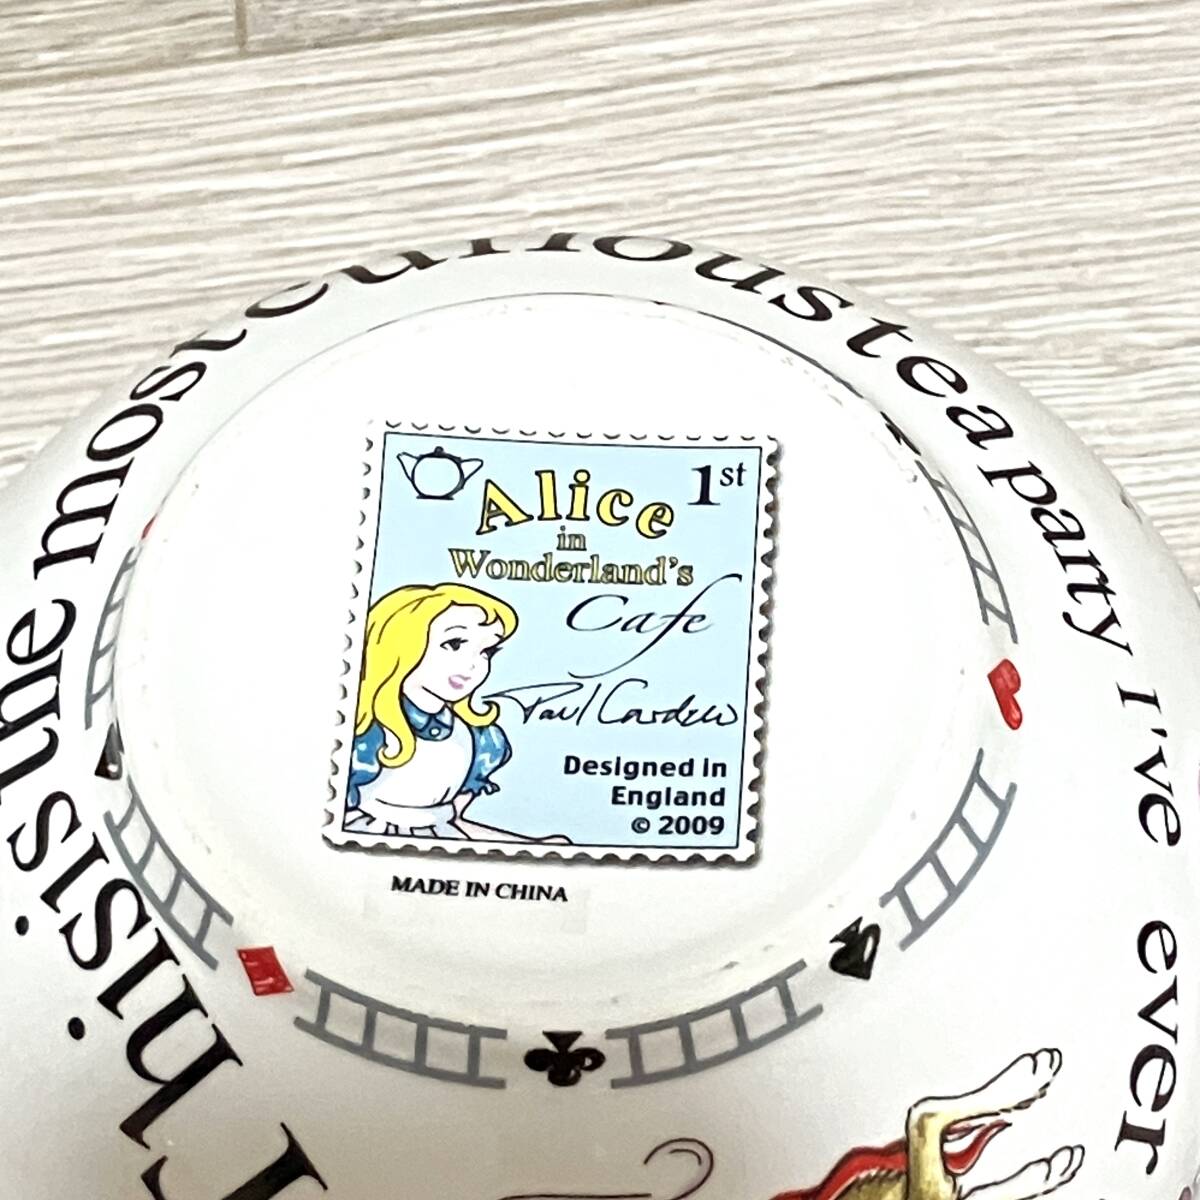 This is the most curious tea party I've ever
1st
Alice
in
Wonderland's
Cafe
Paul Cardew
Designed in
England
© 2009
MADE IN CHINA